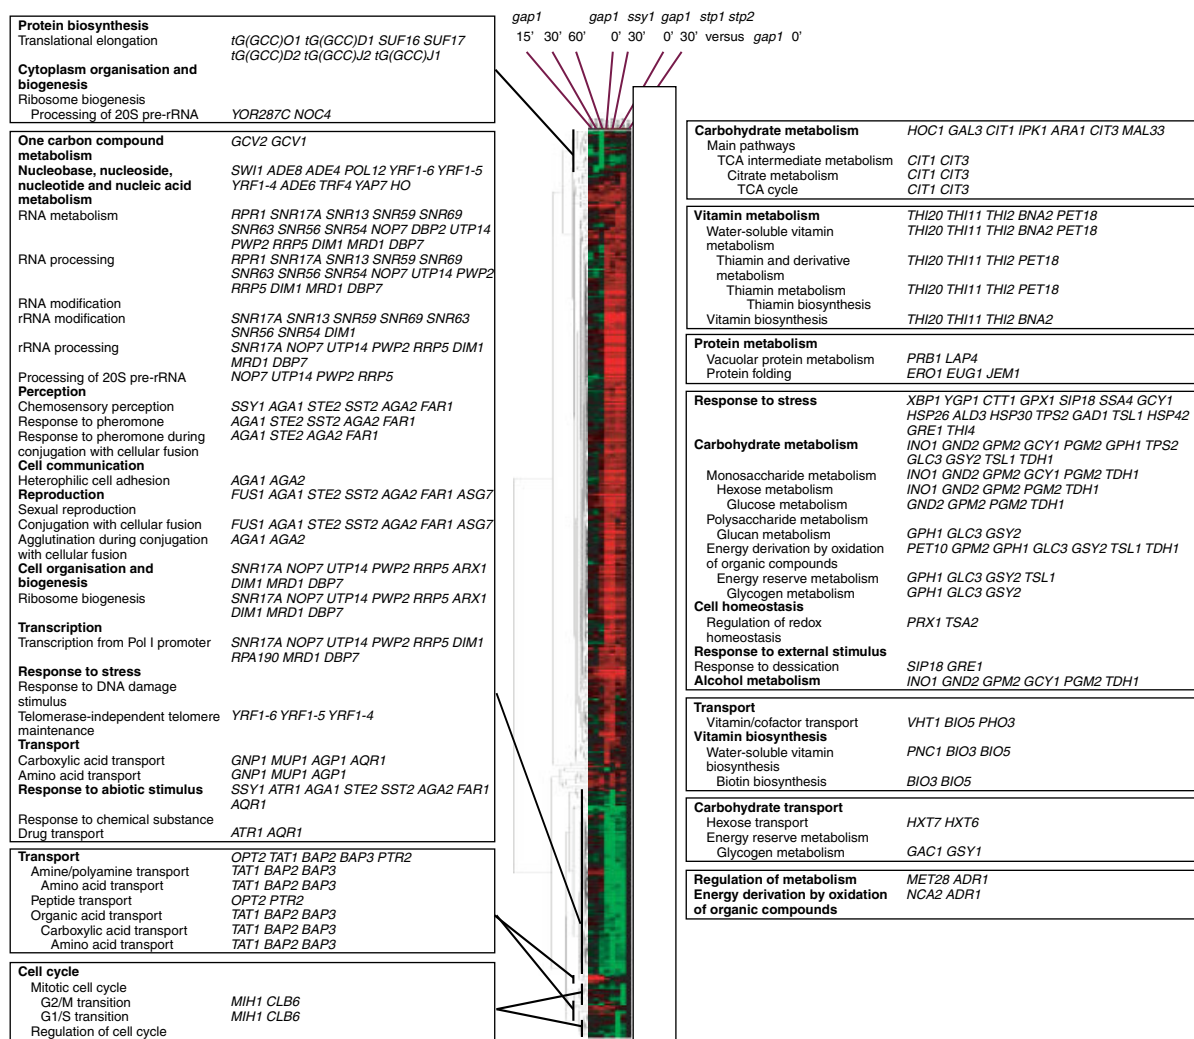 gap1 gap1 ssy1 gap1 stp1 stp2
15' 30' 60' 0' 30' 0' 30' versus gap1 0'
Protein biosynthesis
Translational elongation tG(GCC)O1 tG(GCC)D1 SUF16 SUF17
tG(GCC)D2 tG(GCC)J2 tG(GCC)J1
Cytoplasm organisation and
biogenesis
Ribosome biogenesis
Processing of 20S pre-rRNA YOR287C NOC4
One carbon compound GCV2 GCV1
metabolism
Nucleobase, nucleoside, SWI1 ADE8 ADE4 POL12 YRF1-6 YRF1-5
nucleotide and nucleic acid YRF1-4 ADE6 TRF4 YAP7 HO
metabolism
RNA metabolism RPR1 SNR17A SNR13 SNR59 SNR69
SNR63 SNR56 SNR54 NOP7 DBP2 UTP14
PWP2 RRP5 DIM1 MRD1 DBP7
RNA processing RPR1 SNR17A SNR13 SNR59 SNR69
SNR63 SNR56 SNR54 NOP7 UTP14 PWP2
RRP5 DIM1 MRD1 DBP7
RNA modification
rRNA modification SNR17A SNR13 SNR59 SNR69 SNR63
SNR56 SNR54 DIM1
rRNA processing SNR17A NOP7 UTP14 PWP2 RRP5 DIM1
MRD1 DBP7
Processing of 20S pre-rRNA NOP7 UTP14 PWP2 RRP5
Perception
Chemosensory perception SSY1 AGA1 STE2 SST2 AGA2 FAR1
Response to pheromone AGA1 STE2 SST2 AGA2 FAR1
Response to pheromone during AGA1 STE2 AGA2 FAR1
conjugation with cellular fusion
Cell communication
Heterophilic cell adhesion AGA1 AGA2
Reproduction FUS1 AGA1 STE2 SST2 AGA2 FAR1 ASG7
Sexual reproduction
Conjugation with cellular fusion FUS1 AGA1 STE2 SST2 AGA2 FAR1 ASG7
Agglutination during conjugation AGA1 AGA2
with cellular fusion
Cell organisation and SNR17A NOP7 UTP14 PWP2 RRP5 ARX1
biogenesis DIM1 MRD1 DBP7
Ribosome biogenesis SNR17A NOP7 UTP14 PWP2 RRP5 ARX1
DIM1 MRD1 DBP7
Transcription
Transcription from Pol I promoter SNR17A NOP7 UTP14 PWP2 RRP5 DIM1
RPA190 MRD1 DBP7
Response to stress
Response to DNA damage
stimulus
Telomerase-independent telomere YRF1-6 YRF1-5 YRF1-4
maintenance
Transport
Carboxylic acid transport GNP1 MUP1 AGP1 AQR1
Amino acid transport GNP1 MUP1 AGP1
Response to abiotic stimulus SSY1 ATR1 AGA1 STE2 SST2 AGA2 FAR1
AQR1
Response to chemical substance
Drug transport ATR1 AQR1
Transport OPT2 TAT1 BAP2 BAP3 PTR2
Amine/polyamine transport TAT1 BAP2 BAP3
Amino acid transport TAT1 BAP2 BAP3
Peptide transport OPT2 PTR2
Organic acid transport TAT1 BAP2 BAP3
Carboxylic acid transport TAT1 BAP2 BAP3
Amino acid transport TAT1 BAP2 BAP3
Cell cycle
Mitotic cell cycle
G2/M transition MIH1 CLB6
G1/S transition MIH1 CLB6
Regulation of cell cycle
Carbohydrate metabolism HOC1 GAL3 CIT1 IPK1 ARA1 CIT3 MAL33
Main pathways
TCA intermediate metabolism CIT1 CIT3
Citrate metabolism CIT1 CIT3
TCA cycle CIT1 CIT3
Vitamin metabolism THI20 THI11 THI2 BNA2 PET18
Water-soluble vitamin THI20 THI11 THI2 BNA2 PET18
metabolism
Thiamin and derivative THI20 THI11 THI2 PET18
metabolism
Thiamin metabolism THI20 THI11 THI2 PET18
Thiamin biosynthesis
Vitamin biosynthesis THI20 THI11 THI2 BNA2
Protein metabolism
Vacuolar protein metabolism PRB1 LAP4
Protein folding ERO1 EUG1 JEM1
Response to stress XBP1 YGP1 CTT1 GPX1 SIP18 SSA4 GCY1
HSP26 ALD3 HSP30 TPS2 GAD1 TSL1 HSP42
GRE1 THI4
Carbohydrate metabolism INO1 GND2 GPM2 GCY1 PGM2 GPH1 TPS2
GLC3 GSY2 TSL1 TDH1
Monosaccharide metabolism INO1 GND2 GPM2 GCY1 PGM2 TDH1
Hexose metabolism INO1 GND2 GPM2 PGM2 TDH1
Glucose metabolism GND2 GPM2 PGM2 TDH1
Polysaccharide metabolism
Glucan metabolism GPH1 GLC3 GSY2
Energy derivation by oxidation PET10 GPM2 GPH1 GLC3 GSY2 TSL1 TDH1
of organic compounds
Energy reserve metabolism GPH1 GLC3 GSY2 TSL1
Glycogen metabolism GPH1 GLC3 GSY2
Cell homeostasis
Regulation of redox PRX1 TSA2
homeostasis
Response to external stimulus
Response to dessication SIP18 GRE1
Alcohol metabolism INO1 GND2 GPM2 GCY1 PGM2 TDH1
Transport
Vitamin/cofactor transport VHT1 BIO5 PHO3
Vitamin biosynthesis
Water-soluble vitamin PNC1 BIO3 BIO5
biosynthesis
Biotin biosynthesis BIO3 BIO5
Carbohydrate transport
Hexose transport HXT7 HXT6
Energy reserve metabolism
Glycogen metabolism GAC1 GSY1
Regulation of metabolism MET28 ADR1
Energy derivation by oxidation NCA2 ADR1
of organic compounds